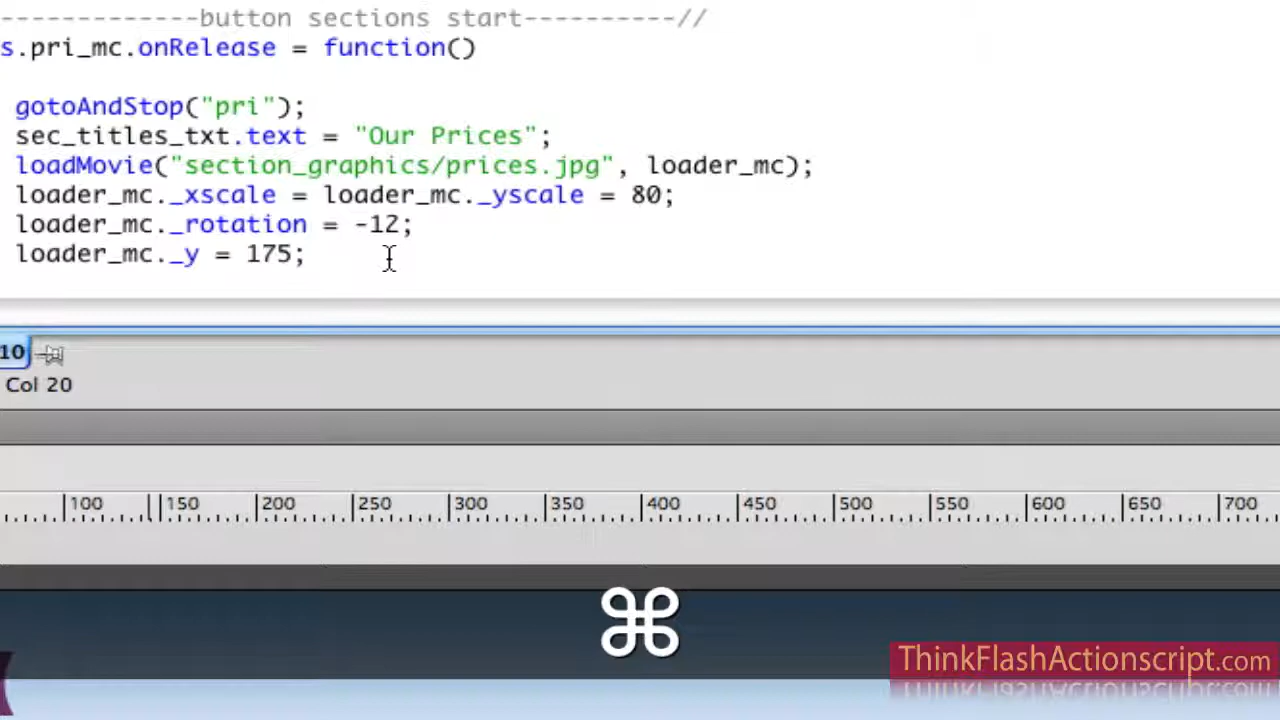 -------------button sections start----------//
s.pri_mc.onRelease = function()
gotoAndStop("pri");
sec_titles_txt.text = "Our Prices";
loadMovie("section_graphics/prices.jpg", loader_mc);
loader_mc._xscale = loader_mc._yscale = 80;
loader_mc._rotation = -12;
loader_mc._y = 175;
10
Col 20
100 150 200 250 300 350 400 450 500 550 600 650 700
⌘
ThinkFlashActionscript.com